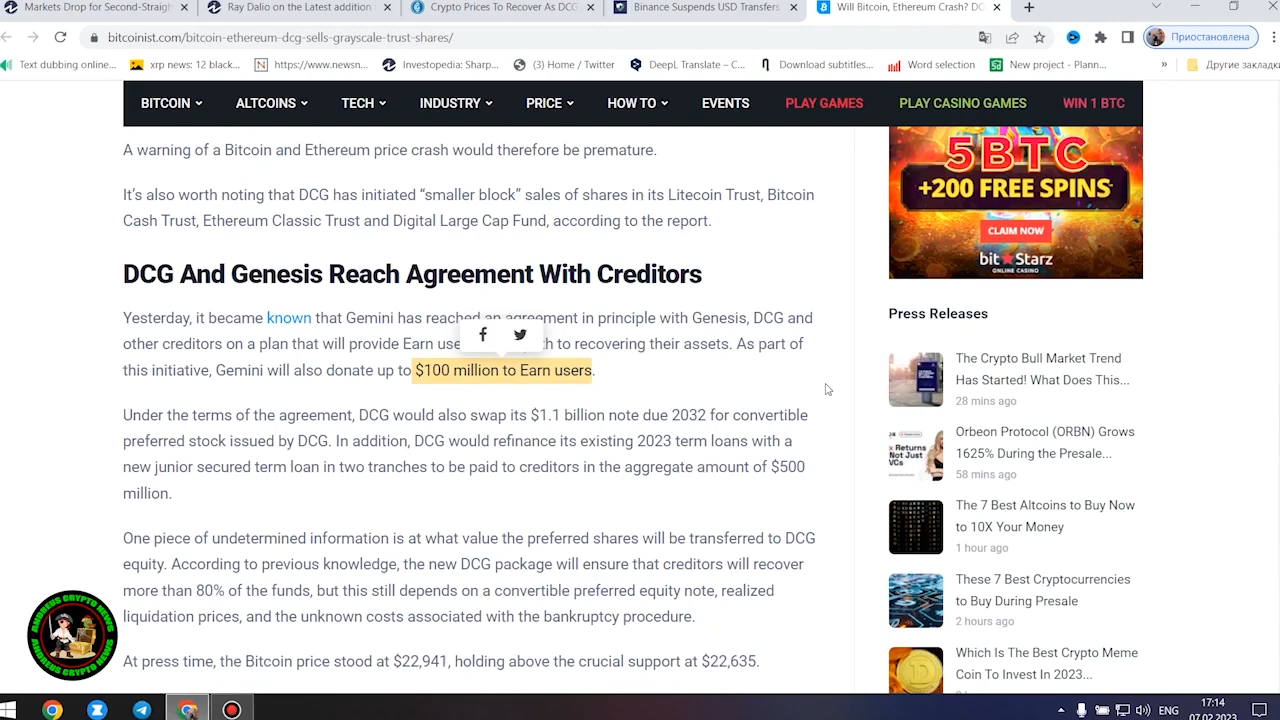 Markets Drop for Second-Straigh
Ray Dalio on the Latest addition
Crypto Prices To Recover As DCG
Binance Suspends USD Transfers
Will Bitcoin, Ethereum Crash? DC
bitcoinist.com/bitcoin-ethereum-dcg-sells-grayscale-trust-shares/
Приостановлена
Text dubbing online...
xrp news: 12 black...
https://www.newsn...
Investopedia: Sharp...
(3) Home / Twitter
DeepL Translate – C...
Download subtitles...
Word selection
New project - Plann...
»
Другие закладки
BITCOIN
ALTCOINS
TECH
INDUSTRY
PRICE
HOW TO
EVENTS
PLAY GAMES
PLAY CASINO GAMES
WIN 1 BTC
A warning of a Bitcoin and Ethereum price crash would therefore be premature.
It's also worth noting that DCG has initiated “smaller block” sales of shares in its Litecoin Trust, Bitcoin
Cash Trust, Ethereum Classic Trust and Digital Large Cap Fund, according to the report.
DCG And Genesis Reach Agreement With Creditors
Yesterday, it became known that Gemini has reached an agreement in principle with Genesis, DCG and
other creditors on a plan that will provide Earn use th to recovering their assets. As part of
this initiative, Gemini will also donate up to $100 million to Earn users.
Under the terms of the agreement, DCG would also swap its $1.1 billion note due 2032 for convertible
preferred stock issued by DCG. In addition, DCG would refinance its existing 2023 term loans with a
new junior secured term loan in two tranches to be paid to creditors in the aggregate amount of $500
million.
One piece of indetermined information is at what value the preferred shares will be transferred to DCG
equity. According to previous knowledge, the new DCG package will ensure that creditors will recover
more than 80% of the funds, but this still depends on a convertible preferred equity note, realized
liquidation prices, and the unknown costs associated with the bankruptcy procedure.
At press time, the Bitcoin price stood at $22,941, holding above the crucial support at $22,635.
5BTC
+200 FREE SPINS
CLAIM NOW
bitStarz
ONLINE CASINO
Press Releases
The Crypto Bull Market Trend
Has Started! What Does This...
28 mins ago
Returns
Not Just
VCs
Orbeon Protocol (ORBN) Grows
1625% During the Presale...
58 mins ago
The 7 Best Altcoins to Buy Now
to 10X Your Money
1 hour ago
These 7 Best Cryptocurrencies
to Buy During Presale
2 hours ago
Which Is The Best Crypto Meme
Coin To Invest In 2023...
ANDREUS CRYPTO NEWS
ANDREUS CRYPTO NEWS
ENG
17:14
07.02.2023